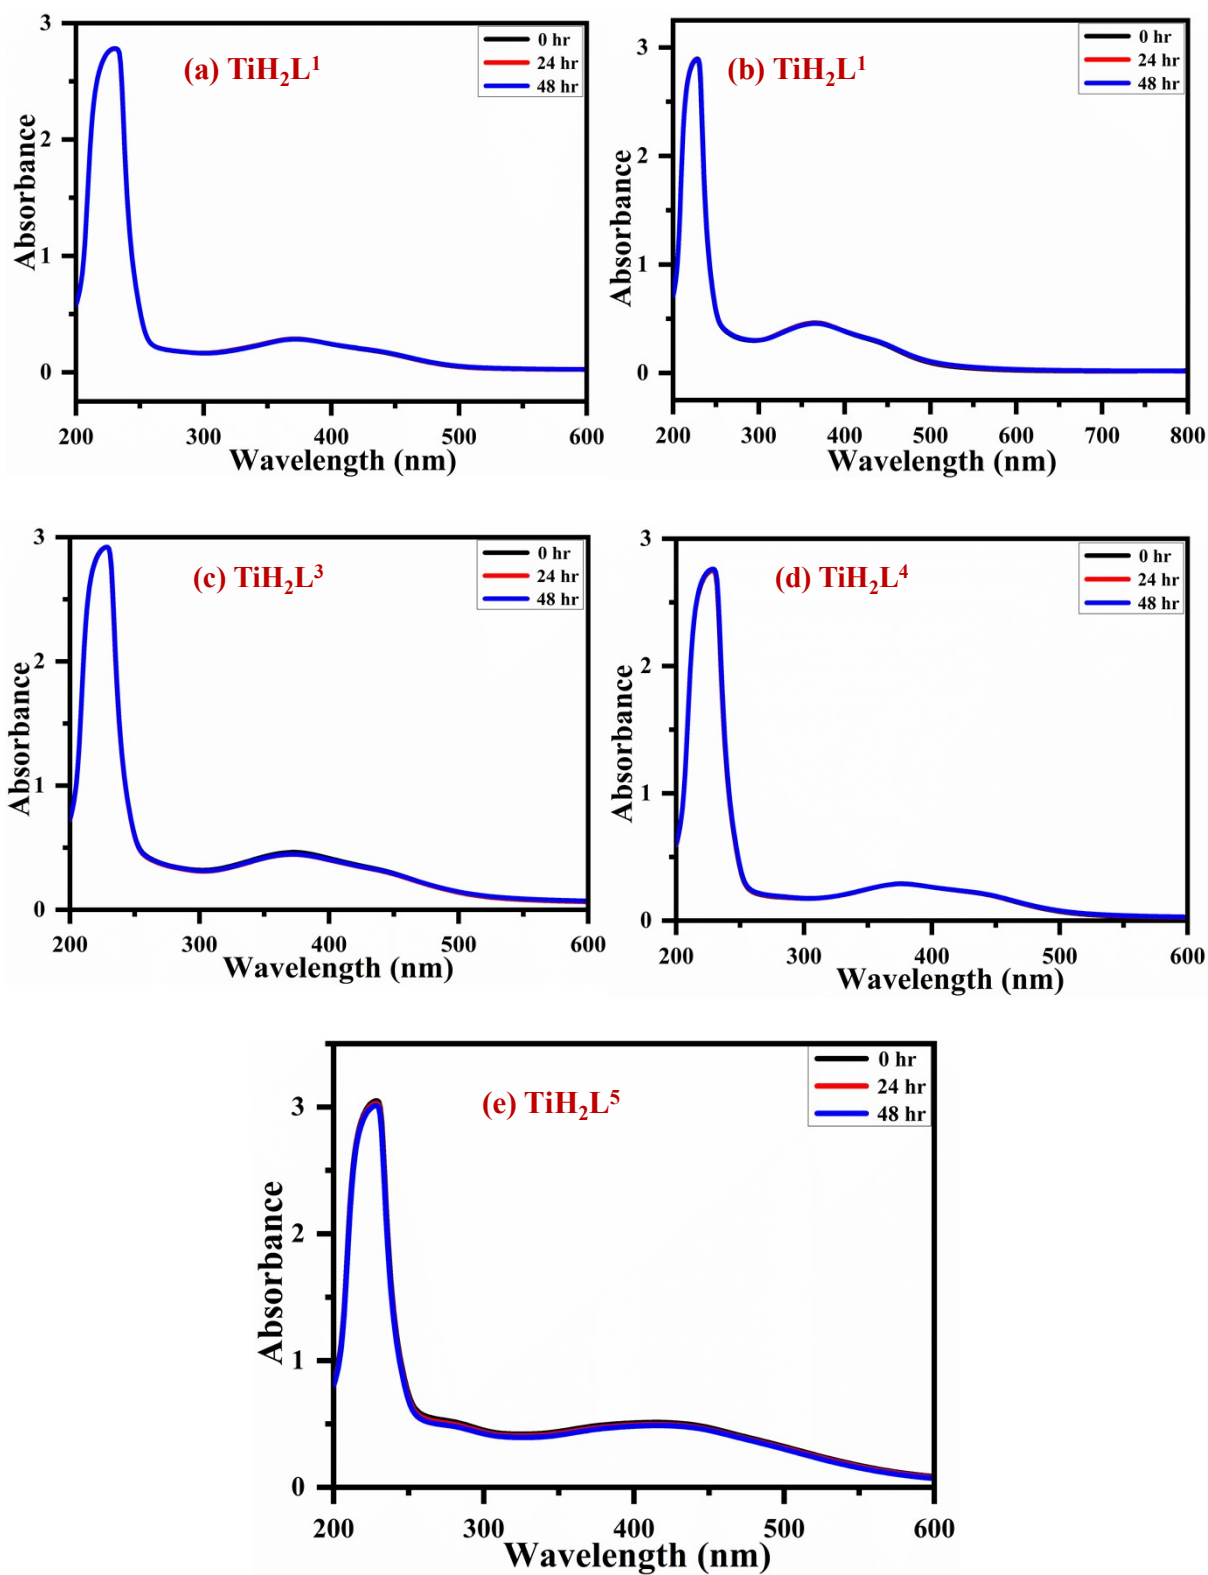 (a) TiH₂L¹
0 hr
24 hr
48 hr
3
2
1
0
Absorbance
200 300 400 500 600
Wavelength (nm)
(b) TiH₂L¹
0 hr
24 hr
48 hr
3
2
1
0
Absorbance
200 300 400 500 600 700 800
Wavelength (nm)
(c) TiH₂L³
0 hr
24 hr
48 hr
3
2
1
0
Absorbance
200 300 400 500 600
Wavelength (nm)
(d) TiH₂L⁴
0 hr
24 hr
48 hr
3
2
1
0
Absorbance
200 300 400 500 600
Wavelength (nm)
(e) TiH₂L⁵
0 hr
24 hr
48 hr
3
2
1
0
Absorbance
200 300 400 500 600
Wavelength (nm)